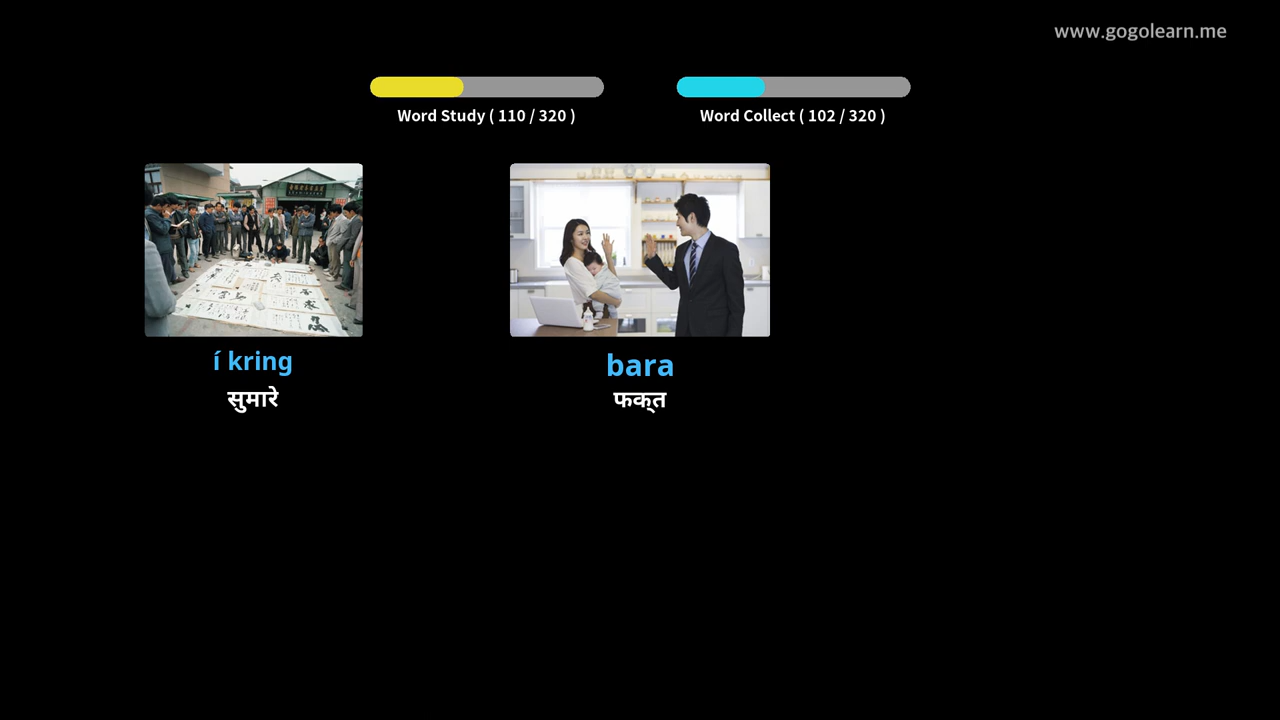 www.gogolearn.me
Word Study ( 110 / 320 )
Word Collect ( 102 / 320 )
í kring
सुमारे
bara
फक्त